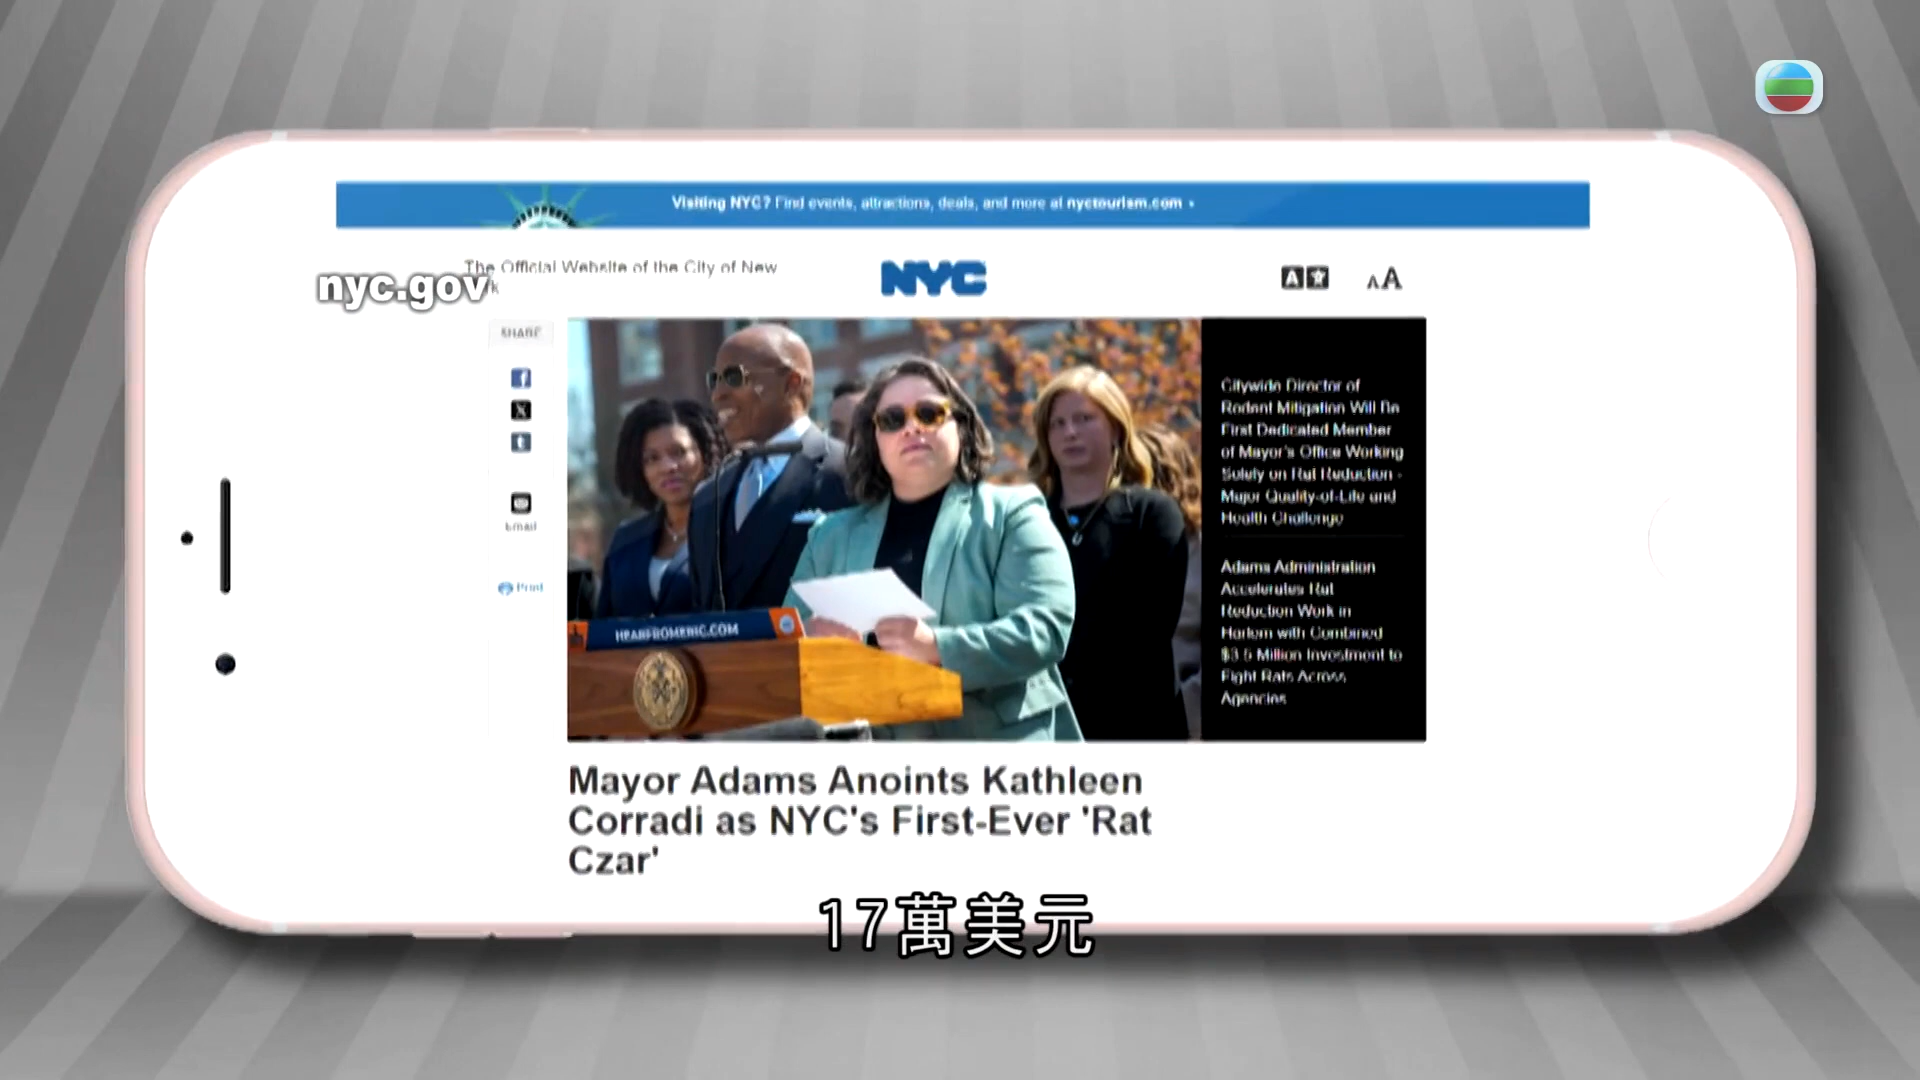 Visiting NYC? Find events, attractions, deals, and more at nyctourism.com
The Official Website of the City of New
nyc.gov
NYC
A
AA
SHARE
f
X
t
Email
Print
HEARFROMERIC.COM
Citywide Director of
Rodent Mitigation Will Be
First Dedicated Member
of Mayor's Office Working
Solely on Rat Reduction -
Major Quality-of-Life and
Health Challenge
Adams Administration
Accelerates Rat
Reduction Work in
Harlem with Combined
$3.5 Million Investment to
Fight Rats Across
Agencies
Mayor Adams Anoints Kathleen
Corradi as NYC's First-Ever 'Rat
Czar'
17萬美元